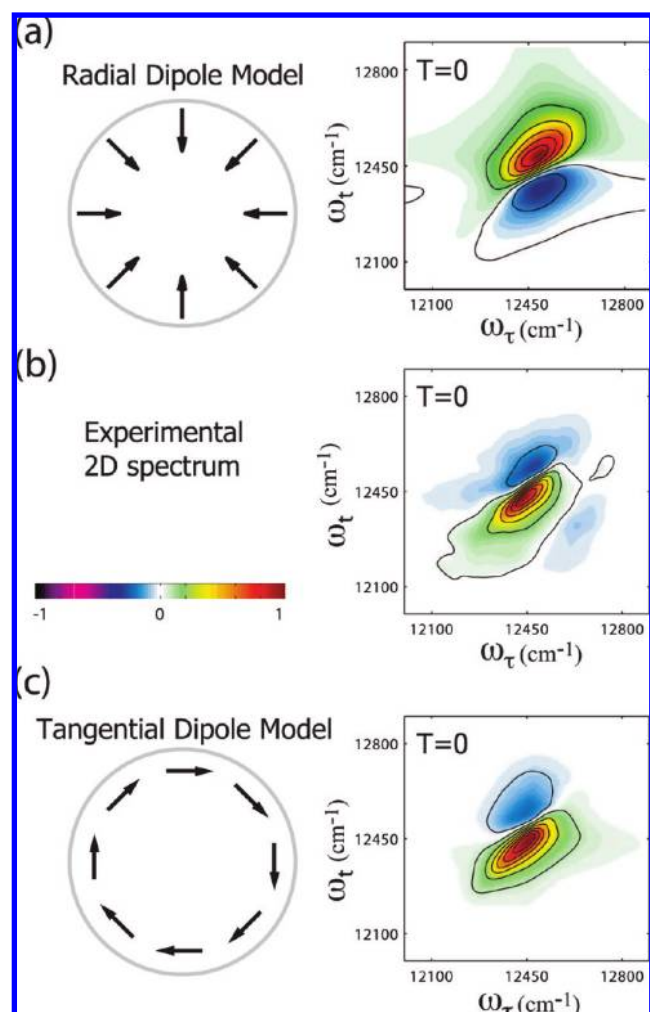 (a)
Radial Dipole Model
T=0
12800
12450
12100
ωt (cm-1)
12100 12450 12800
ωτ (cm-1)
(b)
Experimental
2D spectrum
T=0
12800
12450
12100
ωt (cm-1)
12100 12450 12800
ωτ (cm-1)
-1 0 1
(c)
Tangential Dipole Model
T=0
12800
12450
12100
ωt (cm-1)
12100 12450 12800
ωτ (cm-1)